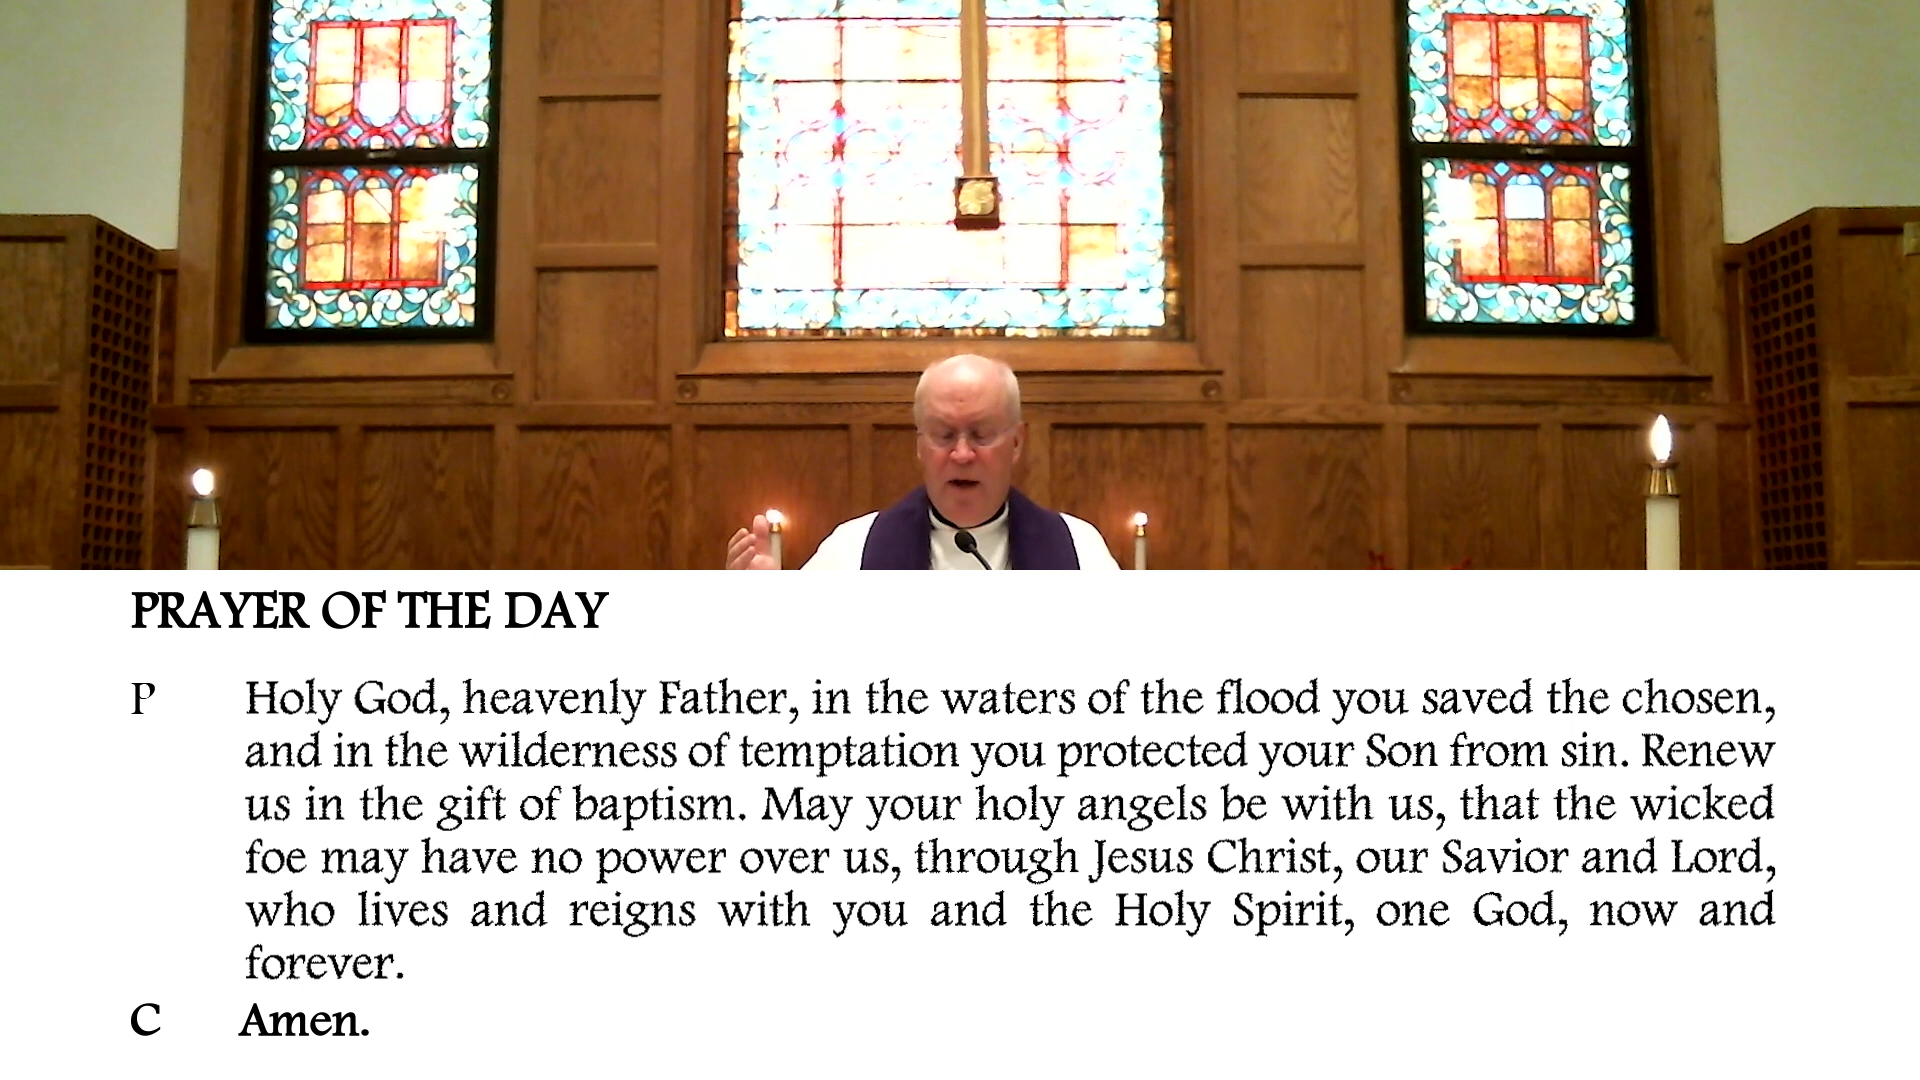 PRAYER OF THE DAY
P Holy God, heavenly Father, in the waters of the flood you saved the chosen,
and in the wilderness of temptation you protected your Son from sin. Renew
us in the gift of baptism. May your holy angels be with us, that the wicked
foe may have no power over us, through Jesus Christ, our Savior and Lord,
who lives and reigns with you and the Holy Spirit, one God, now and
forever.
C Amen.